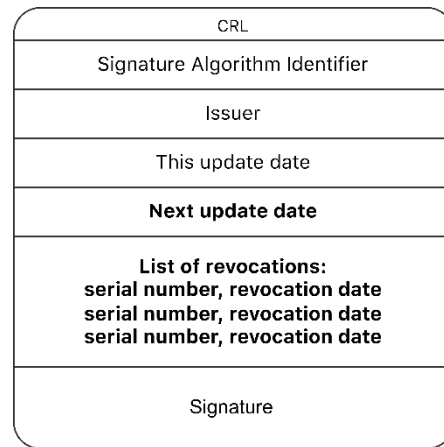 CRL
Signature Algorithm Identifier
Issuer
This update date
Next update date
List of revocations:
serial number, revocation date
serial number, revocation date
serial number, revocation date
Signature